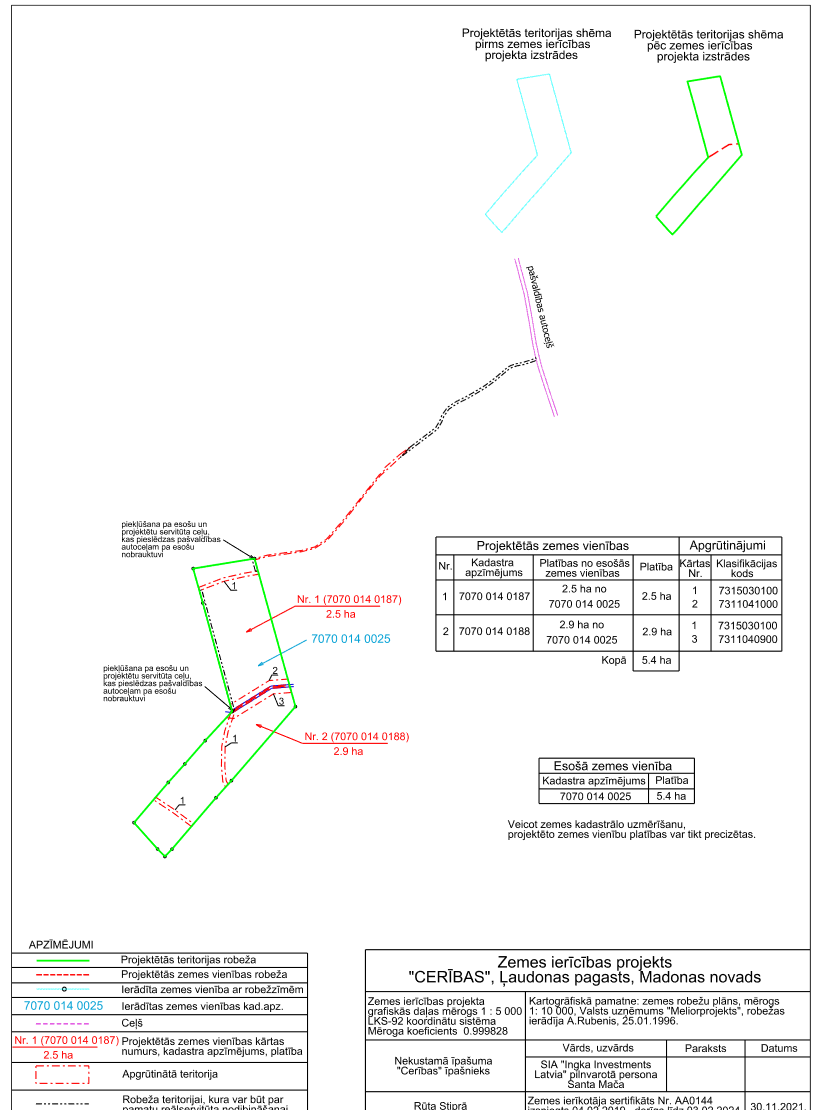 Projektētās teritorijas shēma
pirms zemes ierīcības
projekta izstrādes
Projektētās teritorijas shēma
pēc zemes ierīcības
projekta izstrādes
pašvaldības autoceļš
piekļūšana pa esošu un
projektētu servitūta ceļu,
kas pieslēdzas pašvaldības
autoceļam pa esošu
nobrauktuvi
1
Nr. 1 (7070 014 0187)
2.5 ha
7070 014 0025
piekļūšana pa esošu un
projektētu servitūta ceļu,
kas pieslēdzas pašvaldības
autoceļam pa esošu
nobrauktuvi
2
3
Nr. 2 (7070 014 0188)
2.9 ha
1
1
Projektētās zemes vienības Apgrūtinājumi
Nr. Kadastra apzīmējums Platības no esošās zemes vienības Platība Kārtas Nr. Klasifikācijas kods
1 7070 014 0187 2.5 ha no 7070 014 0025 2.5 ha 1 7315030100
2 7311041000
2 7070 014 0188 2.9 ha no 7070 014 0025 2.9 ha 1 7315030100
3 7311040900
Kopā 5.4 ha
Esošā zemes vienība
Kadastra apzīmējums Platība
7070 014 0025 5.4 ha
Veicot zemes kadastrālo uzmērīšanu,
projektēto zemes vienību platības var tikt precizētas.
APZĪMĒJUMI
Projektētās teritorijas robeža
Projektētās zemes vienības robeža
Ierādīta zemes vienība ar robežzīmēm
7070 014 0025 Ierādītas zemes vienības kad.apz.
Ceļš
Nr. 1 (7070 014 0187) Projektētās zemes vienības kārtas
2.5 ha numurs, kadastra apzīmējums, platība
Apgrūtinātā teritorija
Robeža teritorijai, kura var būt par
pamatu reālservitūta nodibināšanai
Zemes ierīcības projekts
"CERĪBAS", Ļaudonas pagasts, Madonas novads
Zemes ierīcības projekta
grafiskās daļas mērogs 1 : 5 000
LKS-92 koordinātu sistēma
Mēroga koeficients 0.999828
Kartogrāfiskā pamatne: zemes robežu plāns, mērogs
1: 10 000, Valsts uzņēmums "Meliorprojekts", robežas
ierādīja A.Rubenis, 25.01.1996.
Vārds, uzvārds Paraksts Datums
Nekustamā īpašuma
"Cerības" īpašnieks
SIA "Ingka Investments
Latvia" pilnvarotā persona
Santa Mača
Rūta Stiprā
Zemes ierīkotāja sertifikāts Nr. AA0144
30.11.2021.